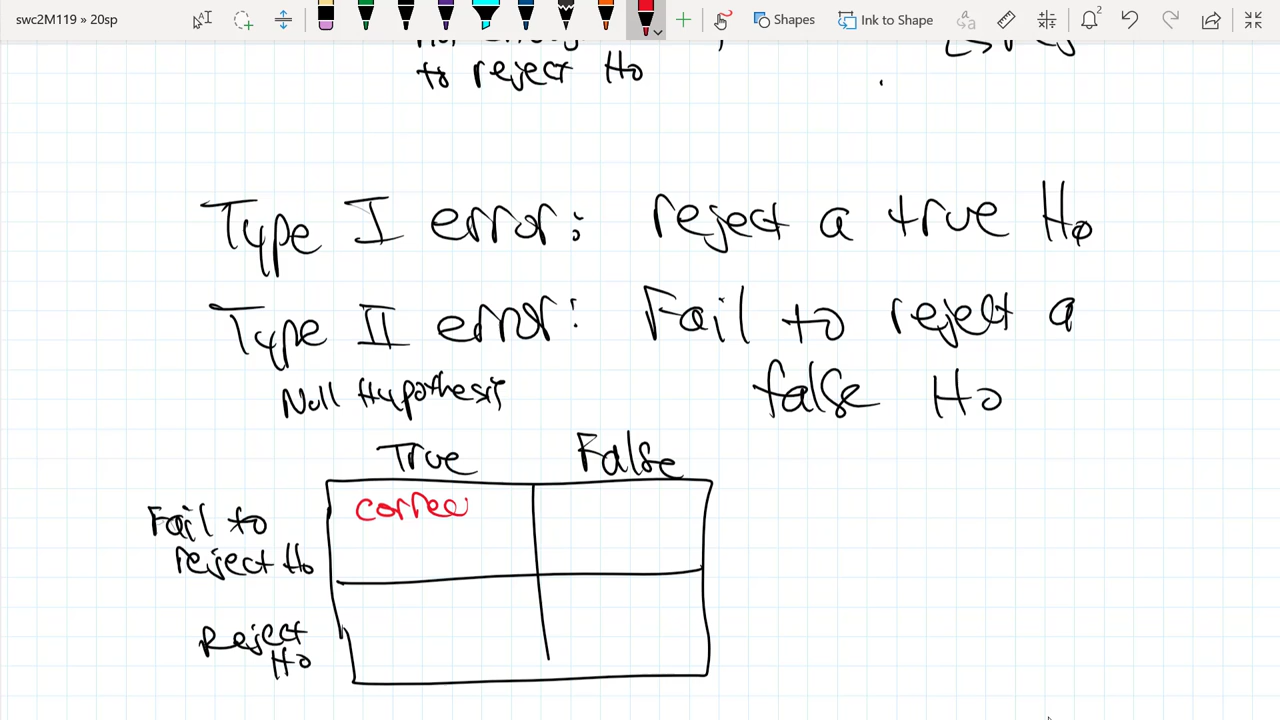 swc2M119 » 20sp
Shapes
Ink to Shape
to reject Ho
Type I error: reject a true Ho
Type II error: Fail to reject a
false Ho
Null Hypothesis
True False
Fail to
reject Ho
correc
Reject
Ho